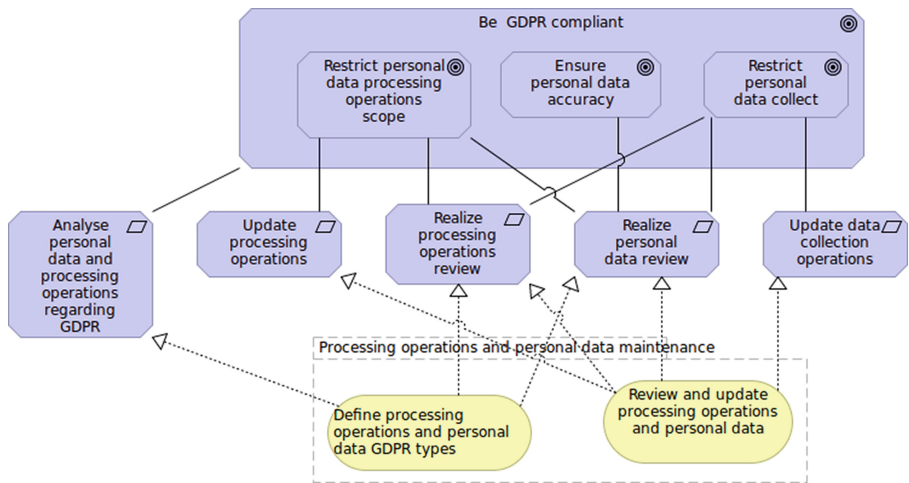 Be GDPR compliant
Restrict personal
data processing
operations
scope
Ensure
personal data
accuracy
Restrict
personal
data collect
Analyse
personal
data and
processing
operations
regarding
GDPR
Update
processing
operations
Realize
processing
operations
review
Realize
personal
data review
Update data
collection
operations
Processing operations and personal data maintenance
Define processing
operations and personal
data GDPR types
Review and update
processing operations
and personal data